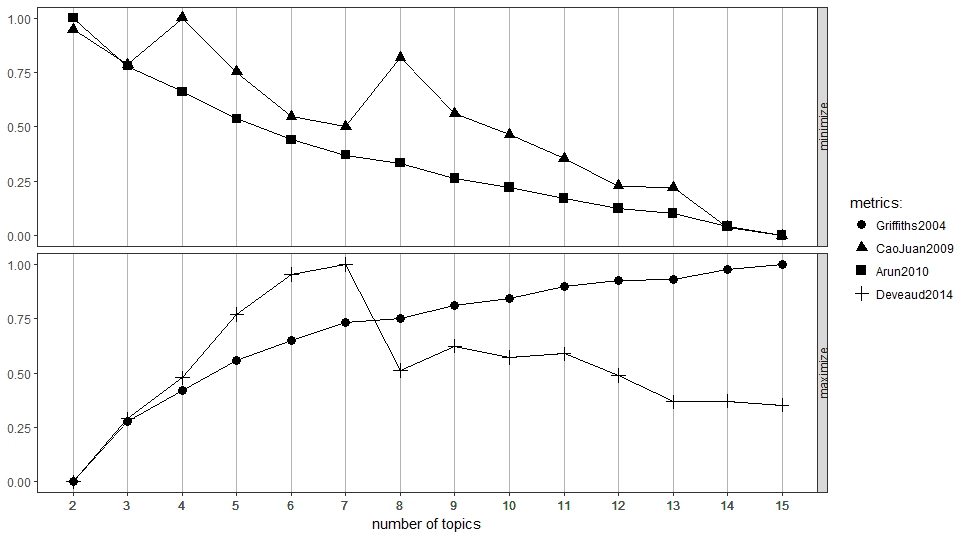 1.00
0.75
0.50
0.25
0.00
minimize
1.00
0.75
0.50
0.25
0.00
maximize
2 3 4 5 6 7 8 9 10 11 12 13 14 15
number of topics
metrics:
Griffiths2004
CaoJuan2009
Arun2010
Deveaud2014